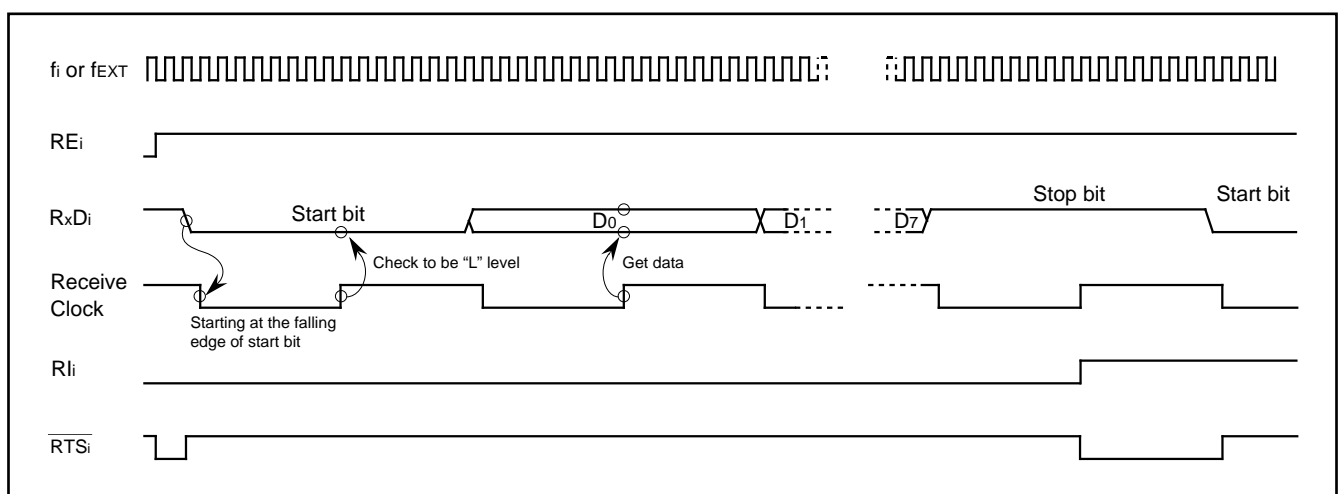 fi or fEXT
REi
RxDi
Start bit
D0
D1
D7
Stop bit
Start bit
Check to be “L” level
Get data
Receive
Clock
Starting at the falling
edge of start bit
RIi
RTSi